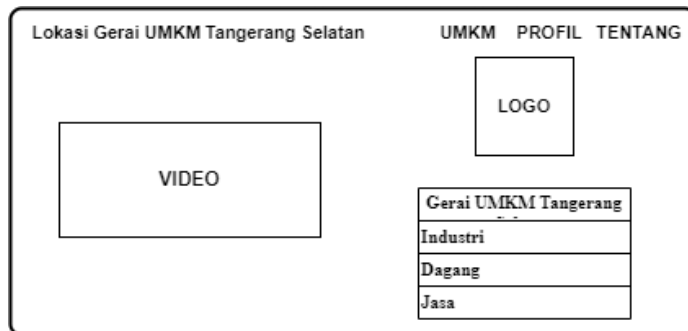 Lokasi Gerai UMKM Tangerang Selatan
UMKM PROFIL TENTANG
LOGO
VIDEO
Gerai UMKM Tangerang
Industri
Dagang
Jasa